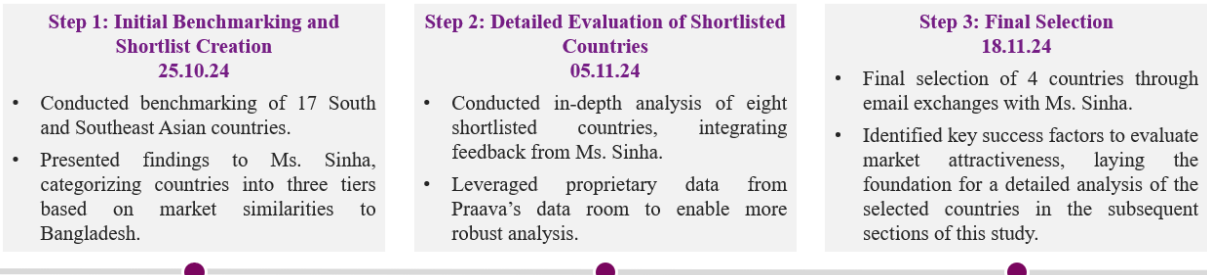 Step 1: Initial Benchmarking and
Shortlist Creation
25.10.24
• Conducted benchmarking of 17 South
and Southeast Asian countries.
• Presented findings to Ms. Sinha,
categorizing countries into three tiers
based on market similarities to
Bangladesh.
Step 2: Detailed Evaluation of Shortlisted
Countries
05.11.24
• Conducted in-depth analysis of eight
shortlisted countries, integrating
feedback from Ms. Sinha.
• Leveraged proprietary data from
Praava's data room to enable more
robust analysis.
Step 3: Final Selection
18.11.24
• Final selection of 4 countries through
email exchanges with Ms. Sinha.
• Identified key success factors to evaluate
market attractiveness, laying the
foundation for a detailed analysis of the
selected countries in the subsequent
sections of this study.